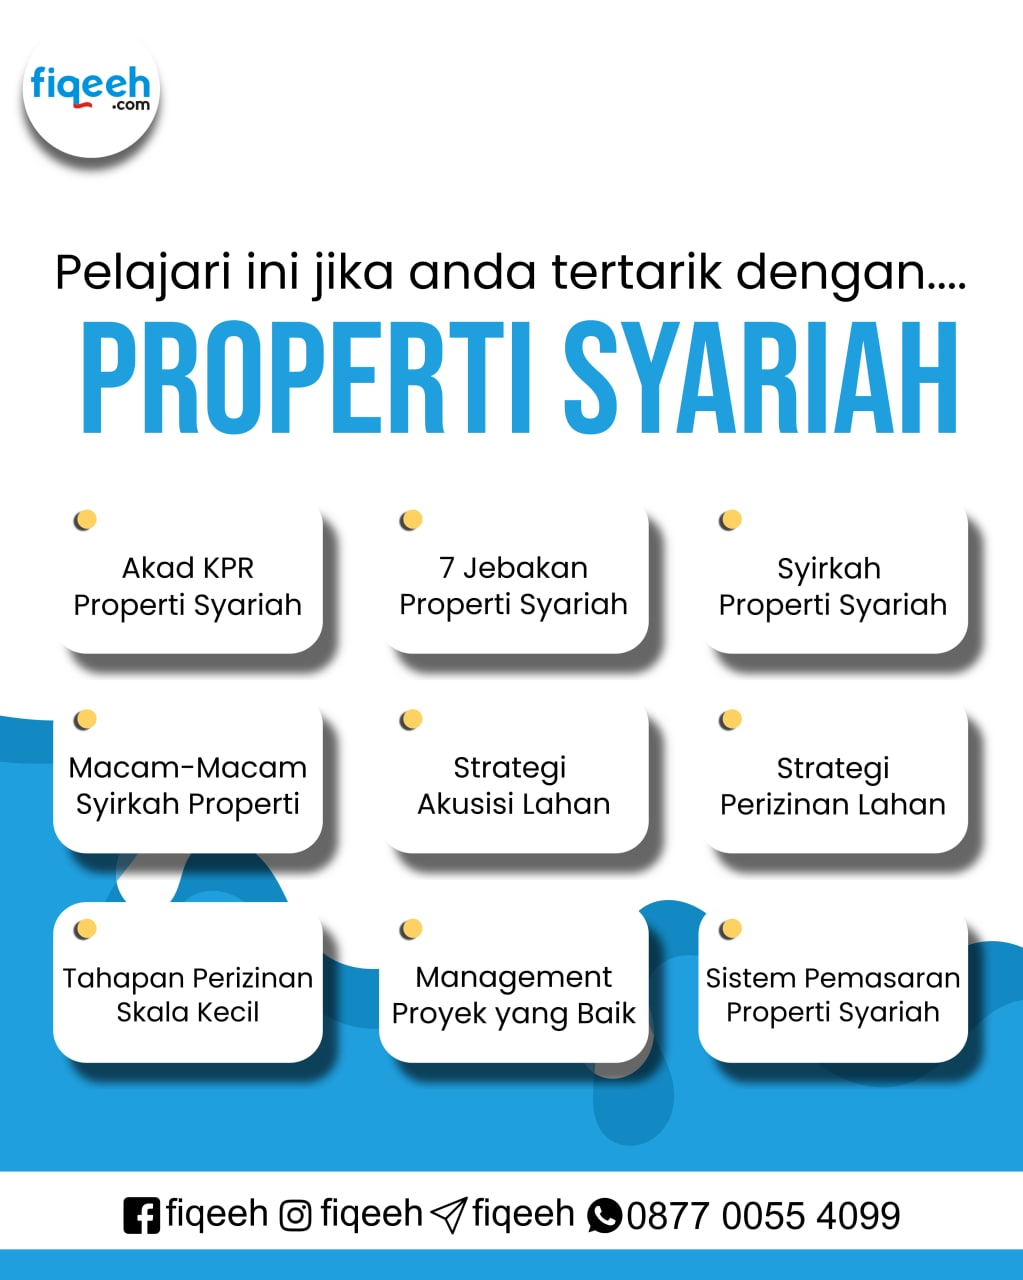 fiqeeh
.com
Pelajari ini jika anda tertarik dengan....
PROPERTI SYARIAH
Akad KPR
Properti Syariah
7 Jebakan
Properti Syariah
Syirkah
Properti Syariah
Macam-Macam
Syirkah Properti
Strategi
Akusisi Lahan
Strategi
Perizinan Lahan
Tahapan Perizinan
Skala Kecil
Management
Proyek yang Baik
Sistem Pemasaran
Properti Syariah
fiqeeh fiqeeh fiqeeh 0877 0055 4099